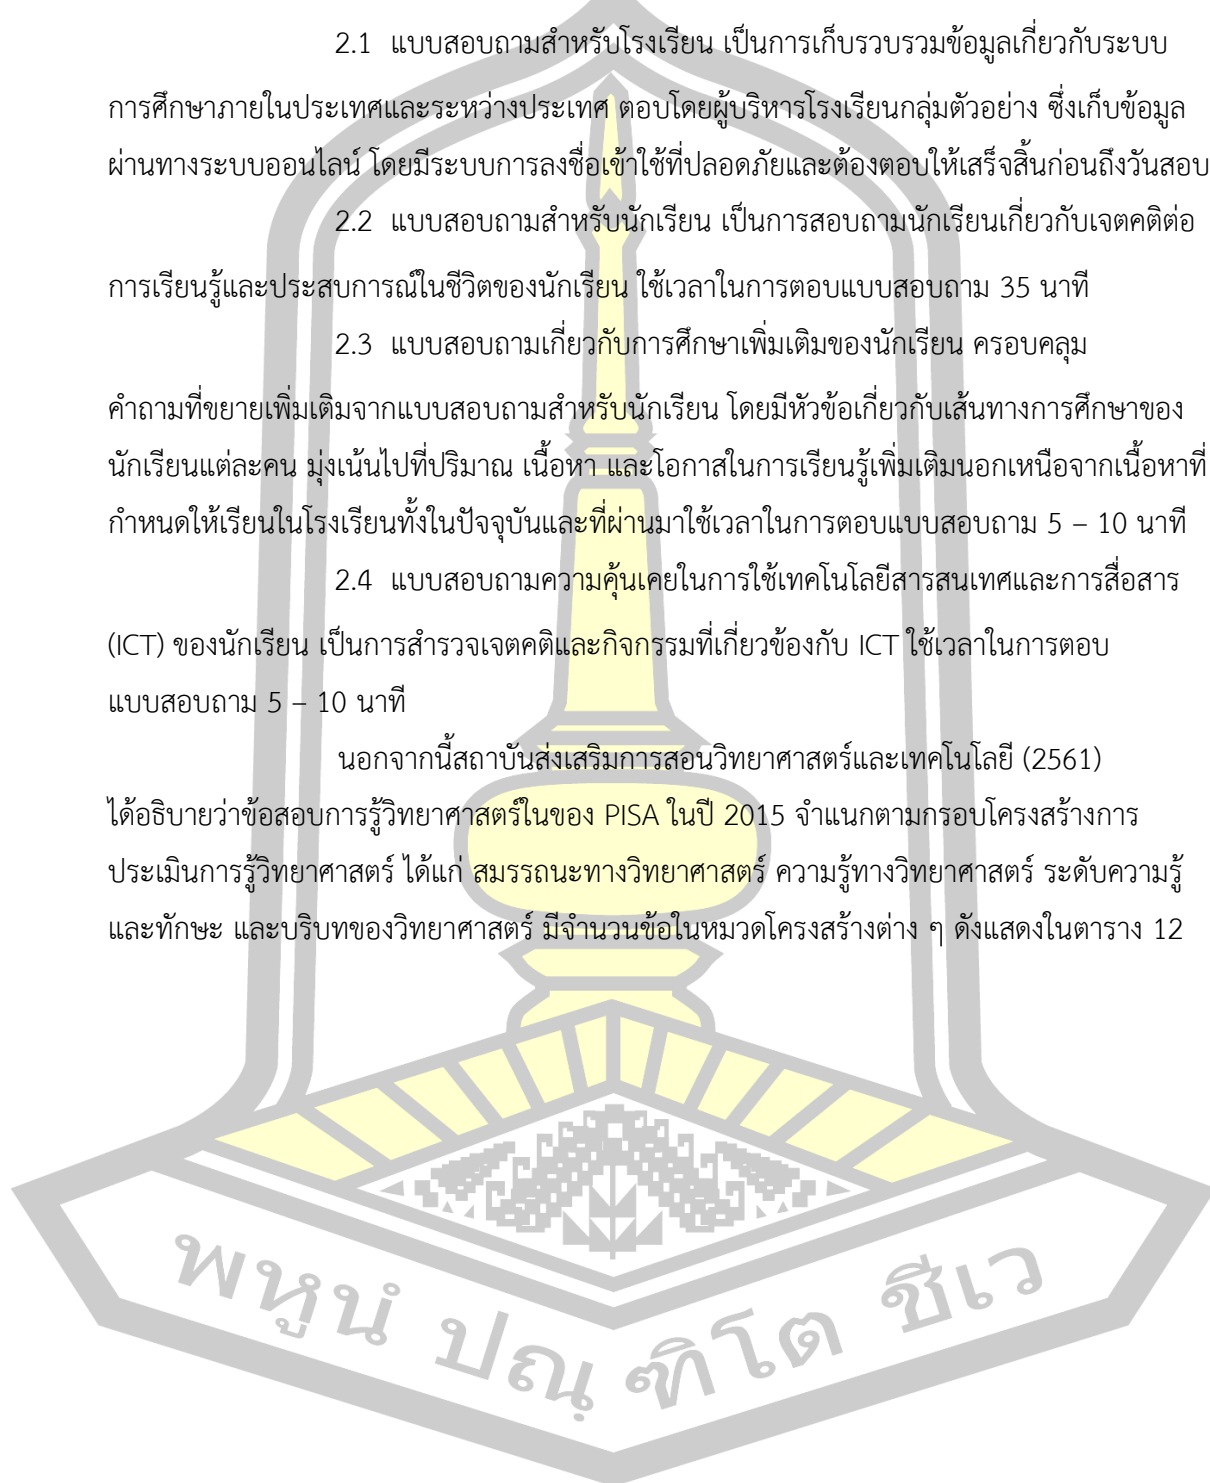 2.1 แบบสอบถามสำหรับโรงเรียน เป็นการเก็บรวบรวมข้อมูลเกี่ยวกับระบบ
การศึกษาภายในประเทศและระหว่างประเทศ ตอบโดยผู้บริหารโรงเรียนกลุ่มตัวอย่าง ซึ่งเก็บข้อมูล
ผ่านทางระบบออนไลน์ โดยมีระบบการลงชื่อเข้าใช้ที่ปลอดภัยและต้องตอบให้เสร็จสิ้นก่อนถึงวันสอบ
2.2 แบบสอบถามสำหรับนักเรียน เป็นการสอบถามนักเรียนเกี่ยวกับเจตคติต่อ
การเรียนรู้และประสบการณ์ในชีวิตของนักเรียน ใช้เวลาในการตอบแบบสอบถาม 35 นาที
2.3 แบบสอบถามเกี่ยวกับการศึกษาเพิ่มเติมของนักเรียน ครอบคลุม
คำถามที่ขยายเพิ่มเติมจากแบบสอบถามสำหรับนักเรียน โดยมีหัวข้อเกี่ยวกับเส้นทางการศึกษาของ
นักเรียนแต่ละคน มุ่งเน้นไปที่ปริมาณ เนื้อหา และโอกาสในการเรียนรู้เพิ่มเติมนอกเหนือจากเนื้อหาที่
กำหนดให้เรียนในโรงเรียนทั้งในปัจจุบันและที่ผ่านมาใช้เวลาในการตอบแบบสอบถาม 5 – 10 นาที
2.4 แบบสอบถามความคุ้นเคยในการใช้เทคโนโลยีสารสนเทศและการสื่อสาร
(ICT) ของนักเรียน เป็นการสำรวจเจตคติและกิจกรรมที่เกี่ยวข้องกับ ICT ใช้เวลาในการตอบ
แบบสอบถาม 5 – 10 นาที
นอกจากนี้สถาบันส่งเสริมการสอนวิทยาศาสตร์และเทคโนโลยี (2561)
ได้อธิบายว่าข้อสอบการรู้วิทยาศาสตร์ในของ PISA ในปี 2015 จำแนกตามกรอบโครงสร้างการ
ประเมินการรู้วิทยาศาสตร์ ได้แก่ สมรรถนะทางวิทยาศาสตร์ ความรู้ทางวิทยาศาสตร์ ระดับความรู้
และทักษะ และบริบทของวิทยาศาสตร์ มีจำนวนข้อในหมวดโครงสร้างต่าง ๆ ดังแสดงในตาราง 12
พหูนํ ปณฺฑิโต ชีเว